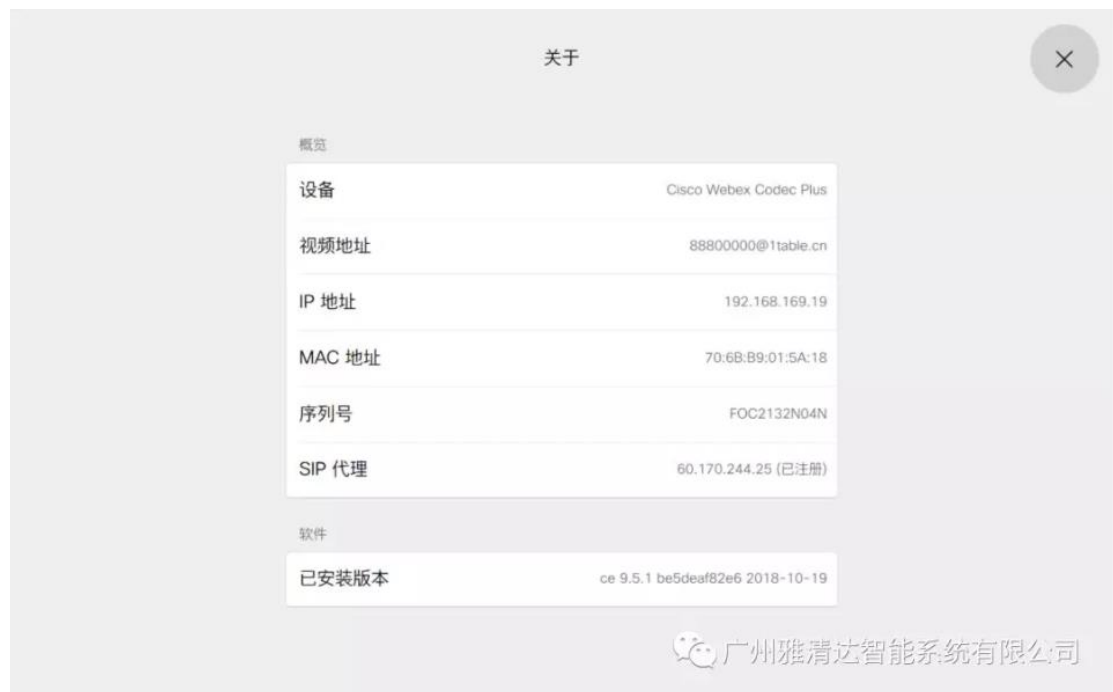 关于
概览
设备 Cisco Webex Codec Plus
视频地址 88800000@1table.cn
IP 地址 192.168.169.19
MAC 地址 70:6B:B9:01:5A:18
序列号 FOC2132N04N
SIP 代理 60.170.244.25 (已注册)
软件
已安装版本 ce 9.5.1 be5deaf82e6 2018-10-19
广州雅清达智能系统有限公司